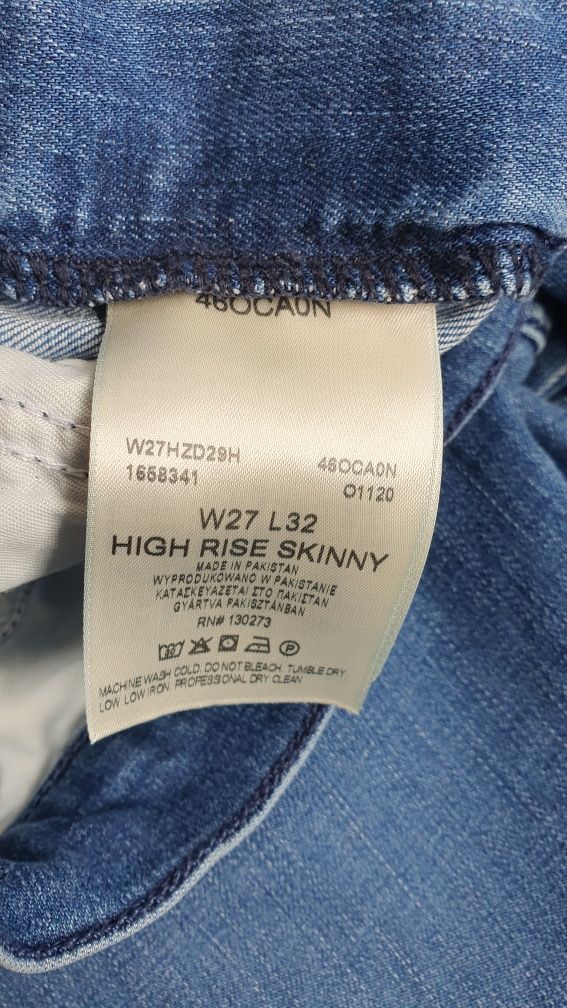 46OCA0N
W27HZD29H 46OCA0N
1658341 O1120
W27 L32
HIGH RISE SKINNY
MADE IN PAKISTAN
WYPRODUKOWANO W PAKISTANIE
ΚΑΤΑΣΚΕΥΑΖΕΤΑΙ ΣΤΟ ΠΑΚΙΣΤΑΝ
GYÁRTVA PAKISZTÁNBAN
RN# 130273
P
MACHINE WASH COLD. DO NOT BLEACH. TUMBLE DRY
LOW. LOW IRON. PROFESSIONAL DRY CLEAN